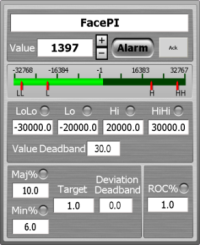 FacePI
Value 1397 + - Alarm Ack
-32768 -16384 -1 16383 32767
LL L H HH
LoLo Lo Hi HiHi
-30000.0 -20000.0 20000.0 30000.0
Value Deadband 30.0
Maj% Target Deviation Deadband ROC%
10.0 1.0 0.0 1.0
Min%
6.0